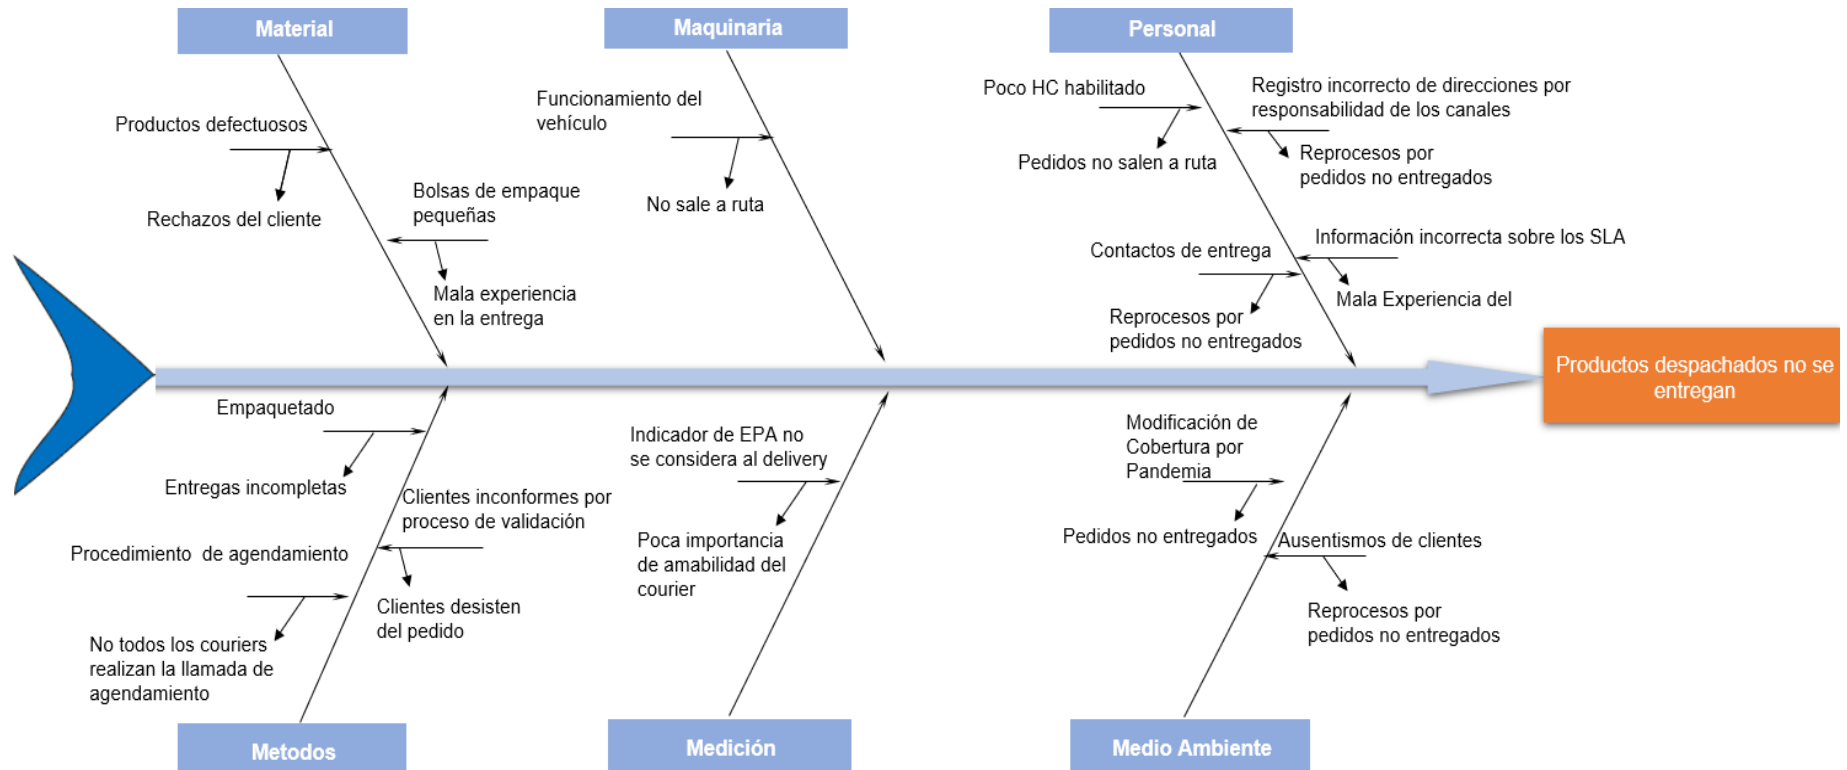 Material
Maquinaria
Personal
Productos defectuosos
Rechazos del cliente
Bolsas de empaque
pequeñas
Mala experiencia
en la entrega
Funcionamiento del
vehículo
No sale a ruta
Poco HC habilitado
Pedidos no salen a ruta
Registro incorrecto de direcciones por
responsabilidad de los canales
Reprocesos por
pedidos no entregados
Contactos de entrega
Reprocesos por
pedidos no entregados
Información incorrecta sobre los SLA
Mala Experiencia del
Productos despachados no se
entregan
Empaquetado
Entregas incompletas
Clientes inconformes por
proceso de validación
Clientes desisten
del pedido
Procedimiento de agendamiento
No todos los couriers
realizan la llamada de
agendamiento
Indicador de EPA no
se considera al delivery
Poca importancia
de amabilidad del
courier
Modificación de
Cobertura por
Pandemia
Pedidos no entregados
Ausentismos de clientes
Reprocesos por
pedidos no entregados
Metodos
Medición
Medio Ambiente